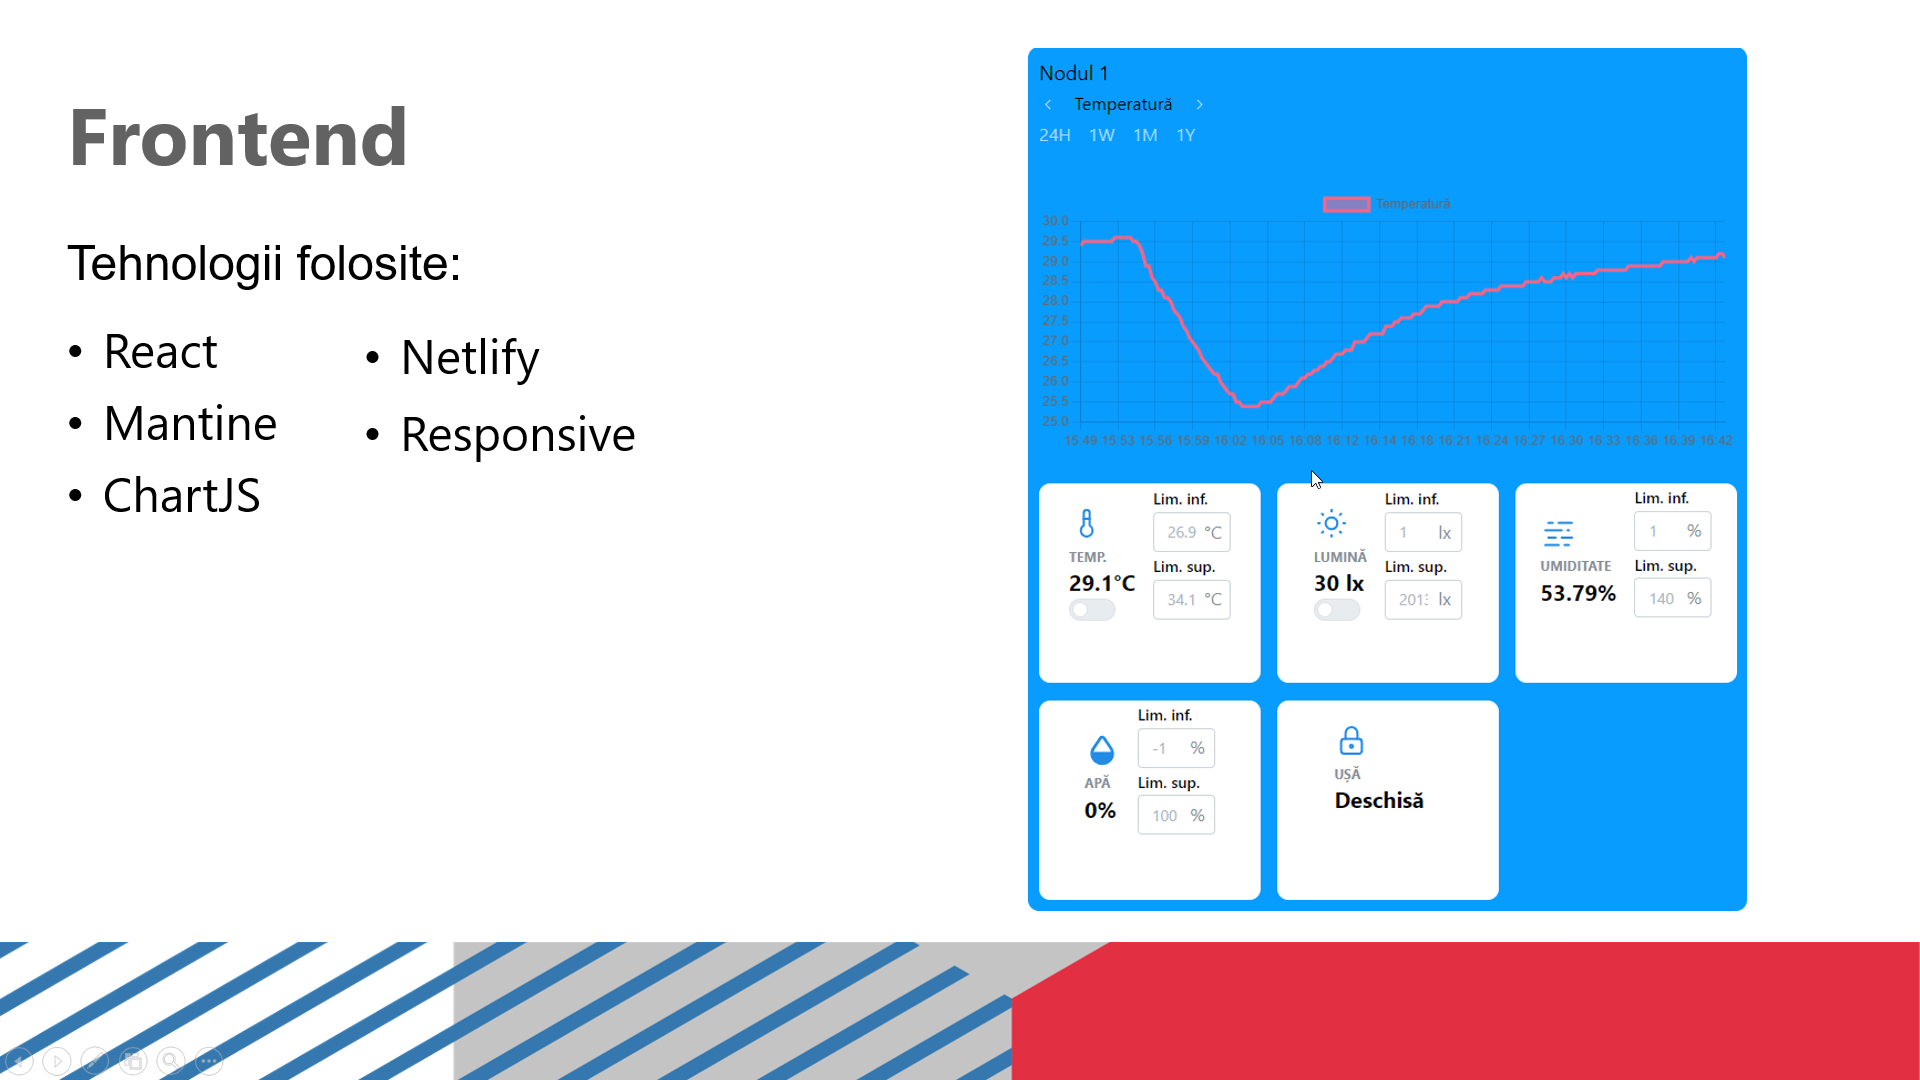 Frontend
Tehnologii folosite:
• React
• Mantine
• ChartJS
• Netlify
• Responsive
Nodul 1
Temperatură
24H 1W 1M 1Y
Temperatură
30.0
29.5
29.0
28.5
28.0
27.5
27.0
26.5
26.0
25.5
25.0
15:49 15:53 15:56 15:59 16:02 16:05 16:08 16:12 16:14 16:18 16:21 16:24 16:27 16:30 16:33 16:36 16:39 16:42
TEMP.
29.1°C
Lim. inf.
26.9 °C
Lim. sup.
34.1 °C
LUMINĂ
30 lx
Lim. inf.
1 lx
Lim. sup.
201 lx
UMIDITATE
53.79%
Lim. inf.
1 %
Lim. sup.
140 %
APĂ
0%
Lim. inf.
-1 %
Lim. sup.
100 %
UȘĂ
Deschisă